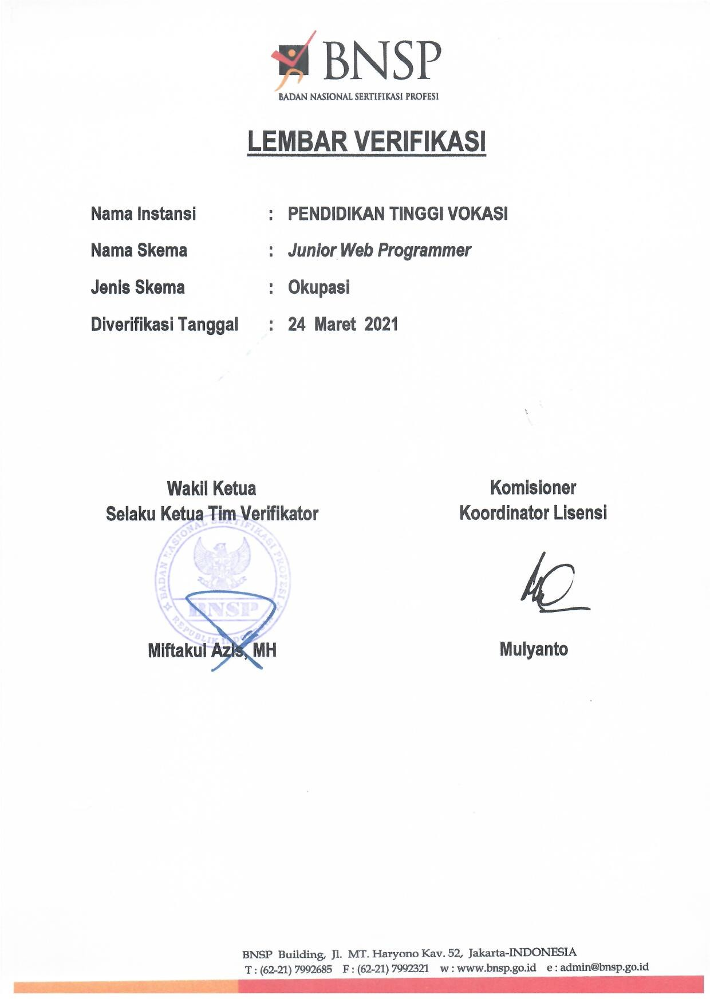 BNSP
BADAN NASIONAL SERTIFIKASI PROFESI
LEMBAR VERIFIKASI
Nama Instansi : PENDIDIKAN TINGGI VOKASI
Nama Skema : Junior Web Programmer
Jenis Skema : Okupasi
Diverifikasi Tanggal : 24 Maret 2021
Wakil Ketua
Selaku Ketua Tim Verifikator
Komisioner
Koordinator Lisensi
BADAN NASIONAL SERTIFIKASI PROFESI
BNSP
REPUBLIK INDONESIA
Miftakul Azis, MH
Mulyanto
BNSP Building, Jl. MT. Haryono Kav. 52, Jakarta-INDONESIA
T : (62-21) 7992685 F : (62-21) 7992321 w : www.bnsp.go.id e : admin@bnsp.go.id